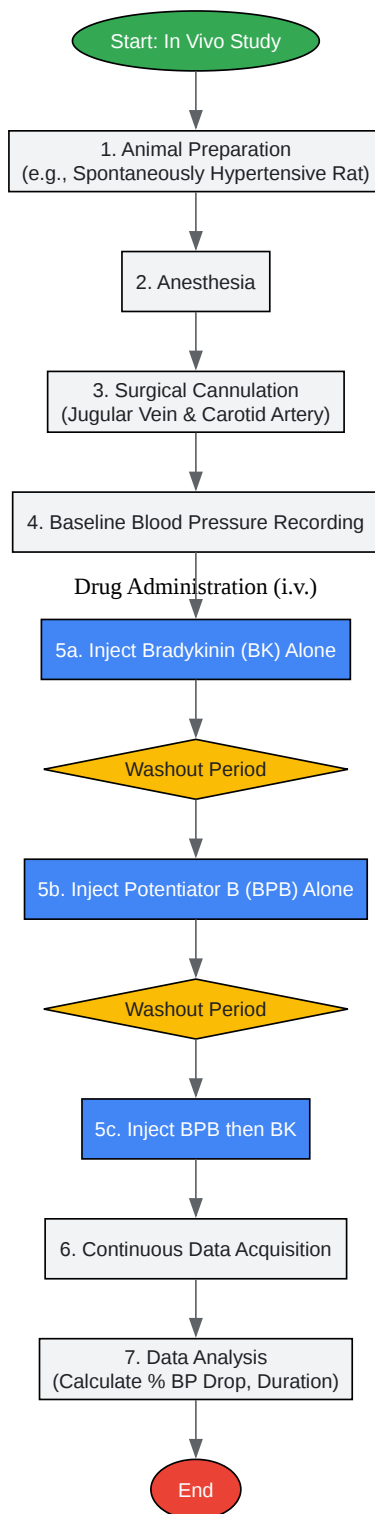 Start: In Vivo Study
1. Animal Preparation
(e.g., Spontaneously Hypertensive Rat)
2. Anesthesia
3. Surgical Cannulation
(Jugular Vein & Carotid Artery)
4. Baseline Blood Pressure Recording
Drug Administration (i.v.)
5a. Inject Bradykinin (BK) Alone
Washout Period
5b. Inject Potentiator B (BPB) Alone
Washout Period
5c. Inject BPB then BK
6. Continuous Data Acquisition
7. Data Analysis
(Calculate % BP Drop, Duration)
End